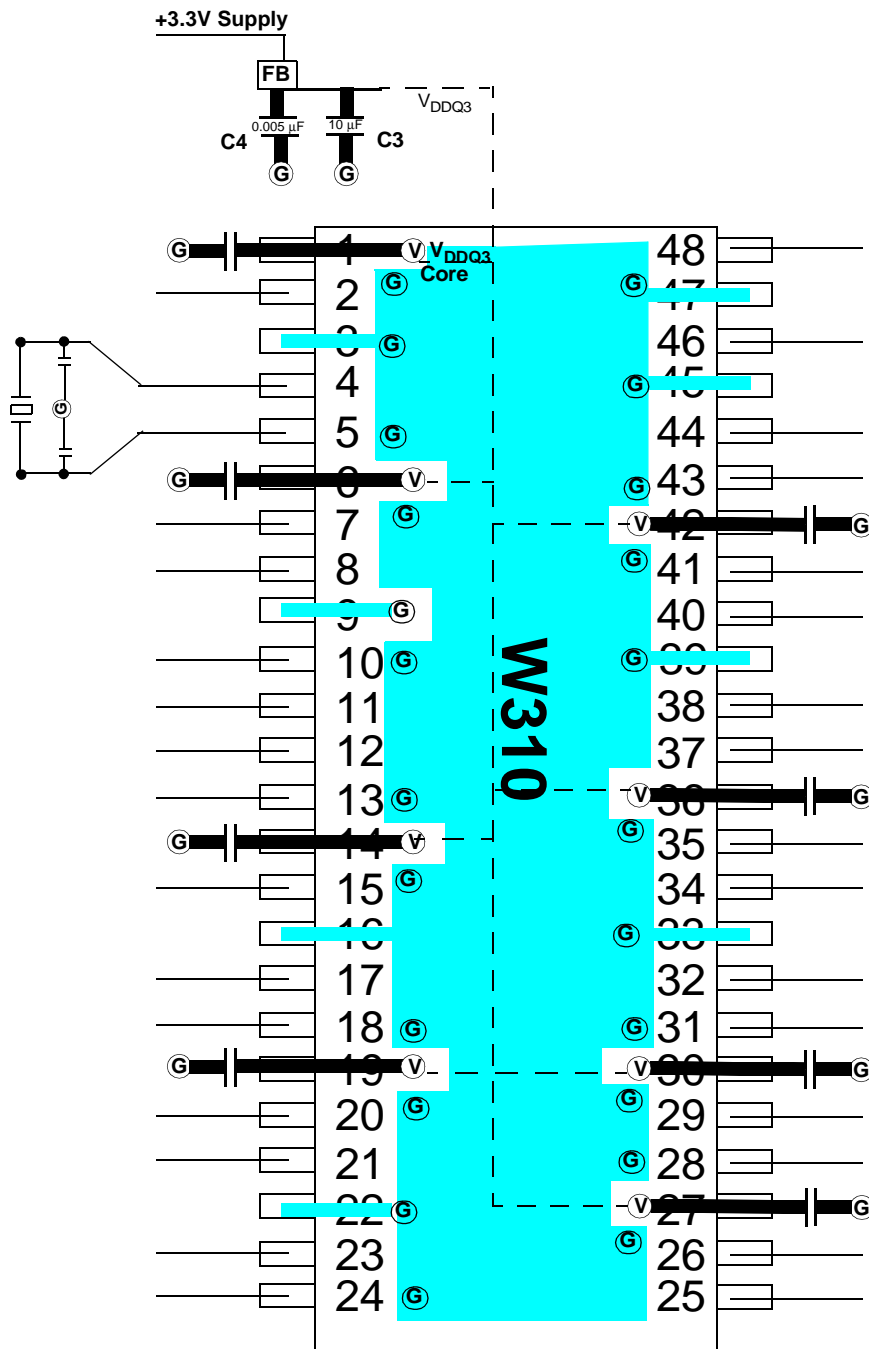 +3.3V Supply
FB
VDDQ3
0.005 µF
10 µF
C4
C3
G
G
G
1
V
VDDQ3
Core
48
2
G
G
47
3
G
46
G
4
G
45
5
G
44
G
6
V
G
43
7
G
V
42
G
8
G
41
9
G
40
10
G
G
39
W310
11
38
12
37
13
G
V
36
G
G
14
V
G
35
15
G
34
16
G
33
17
32
18
G
G
31
G
19
V
V
30
G
20
G
G
29
21
G
28
22
G
V
27
G
23
G
26
24
G
25